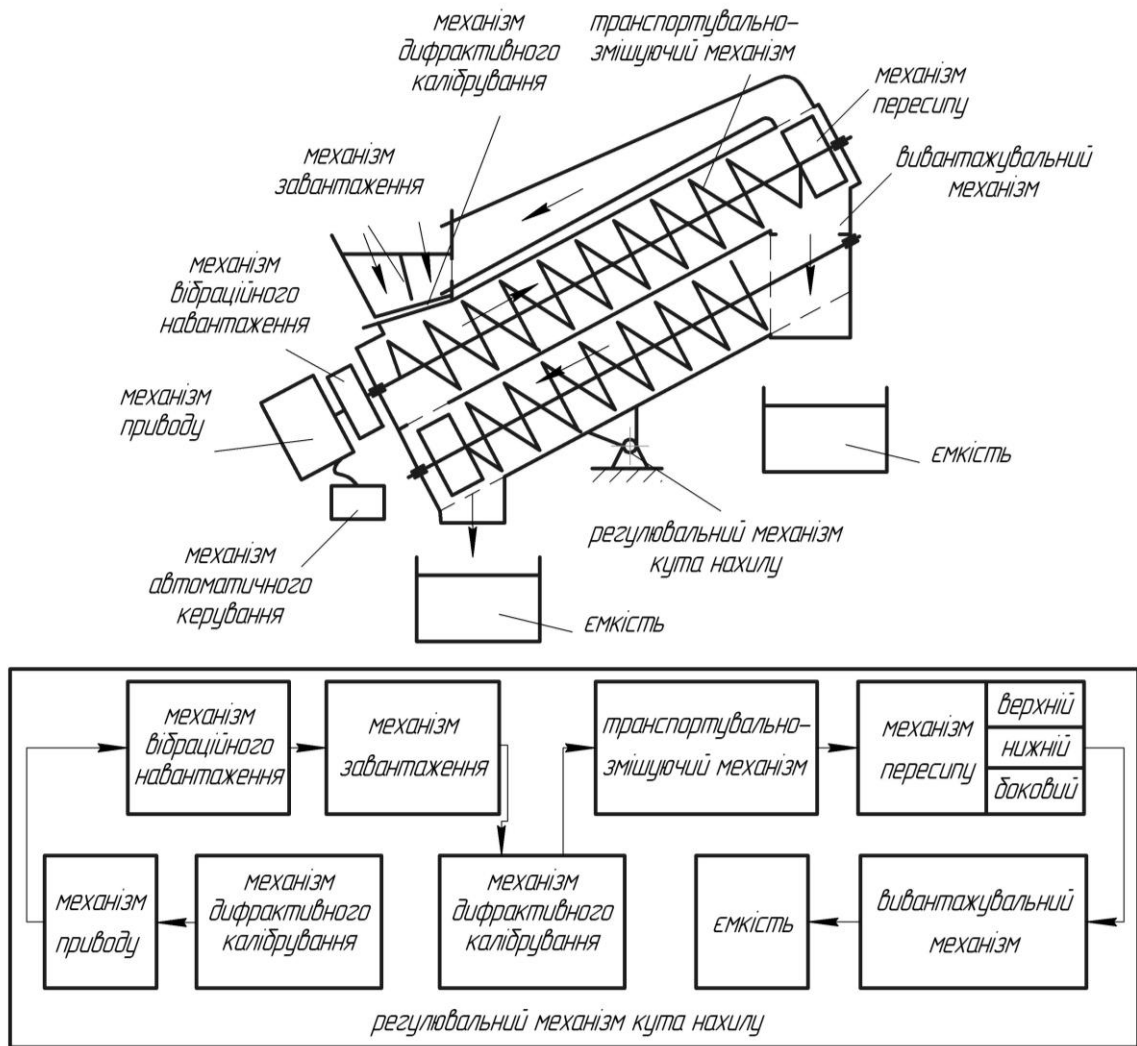 механізм
дифрактивного
калібрування
транспортувально-
змішуючий механізм
механізм
пересипу
механізм
завантаження
вивантажувальний
механізм
механізм
вібраційного
навантаження
механізм
приводу
ємкість
механізм
автоматичного
керування
регулювальний механізм
кута нахилу
ємкість
механізм
вібраційного
навантаження
механізм
завантаження
транспортувально-
змішуючий механізм
механізм
пересипу
верхній
нижній
боковий
механізм
приводу
механізм
дифрактивного
калібрування
механізм
дифрактивного
калібрування
ємкість
вивантажувальний
механізм
регулювальний механізм кута нахилу